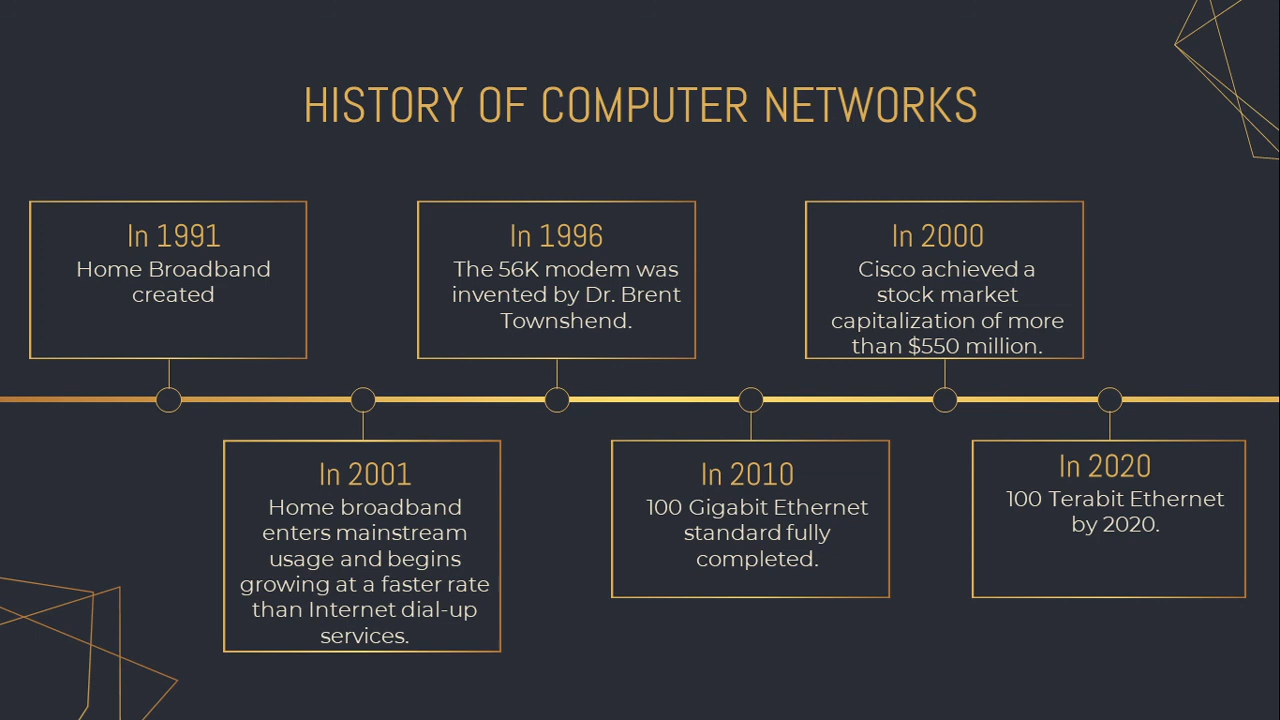 HISTORY OF COMPUTER NETWORKS
In 1991
Home Broadband
created
In 1996
The 56K modem was
invented by Dr. Brent
Townshend.
In 2000
Cisco achieved a
stock market
capitalization of more
than $550 million.
In 2001
Home broadband
enters mainstream
usage and begins
growing at a faster rate
than Internet dial-up
services.
In 2010
100 Gigabit Ethernet
standard fully
completed.
In 2020
100 Terabit Ethernet
by 2020.